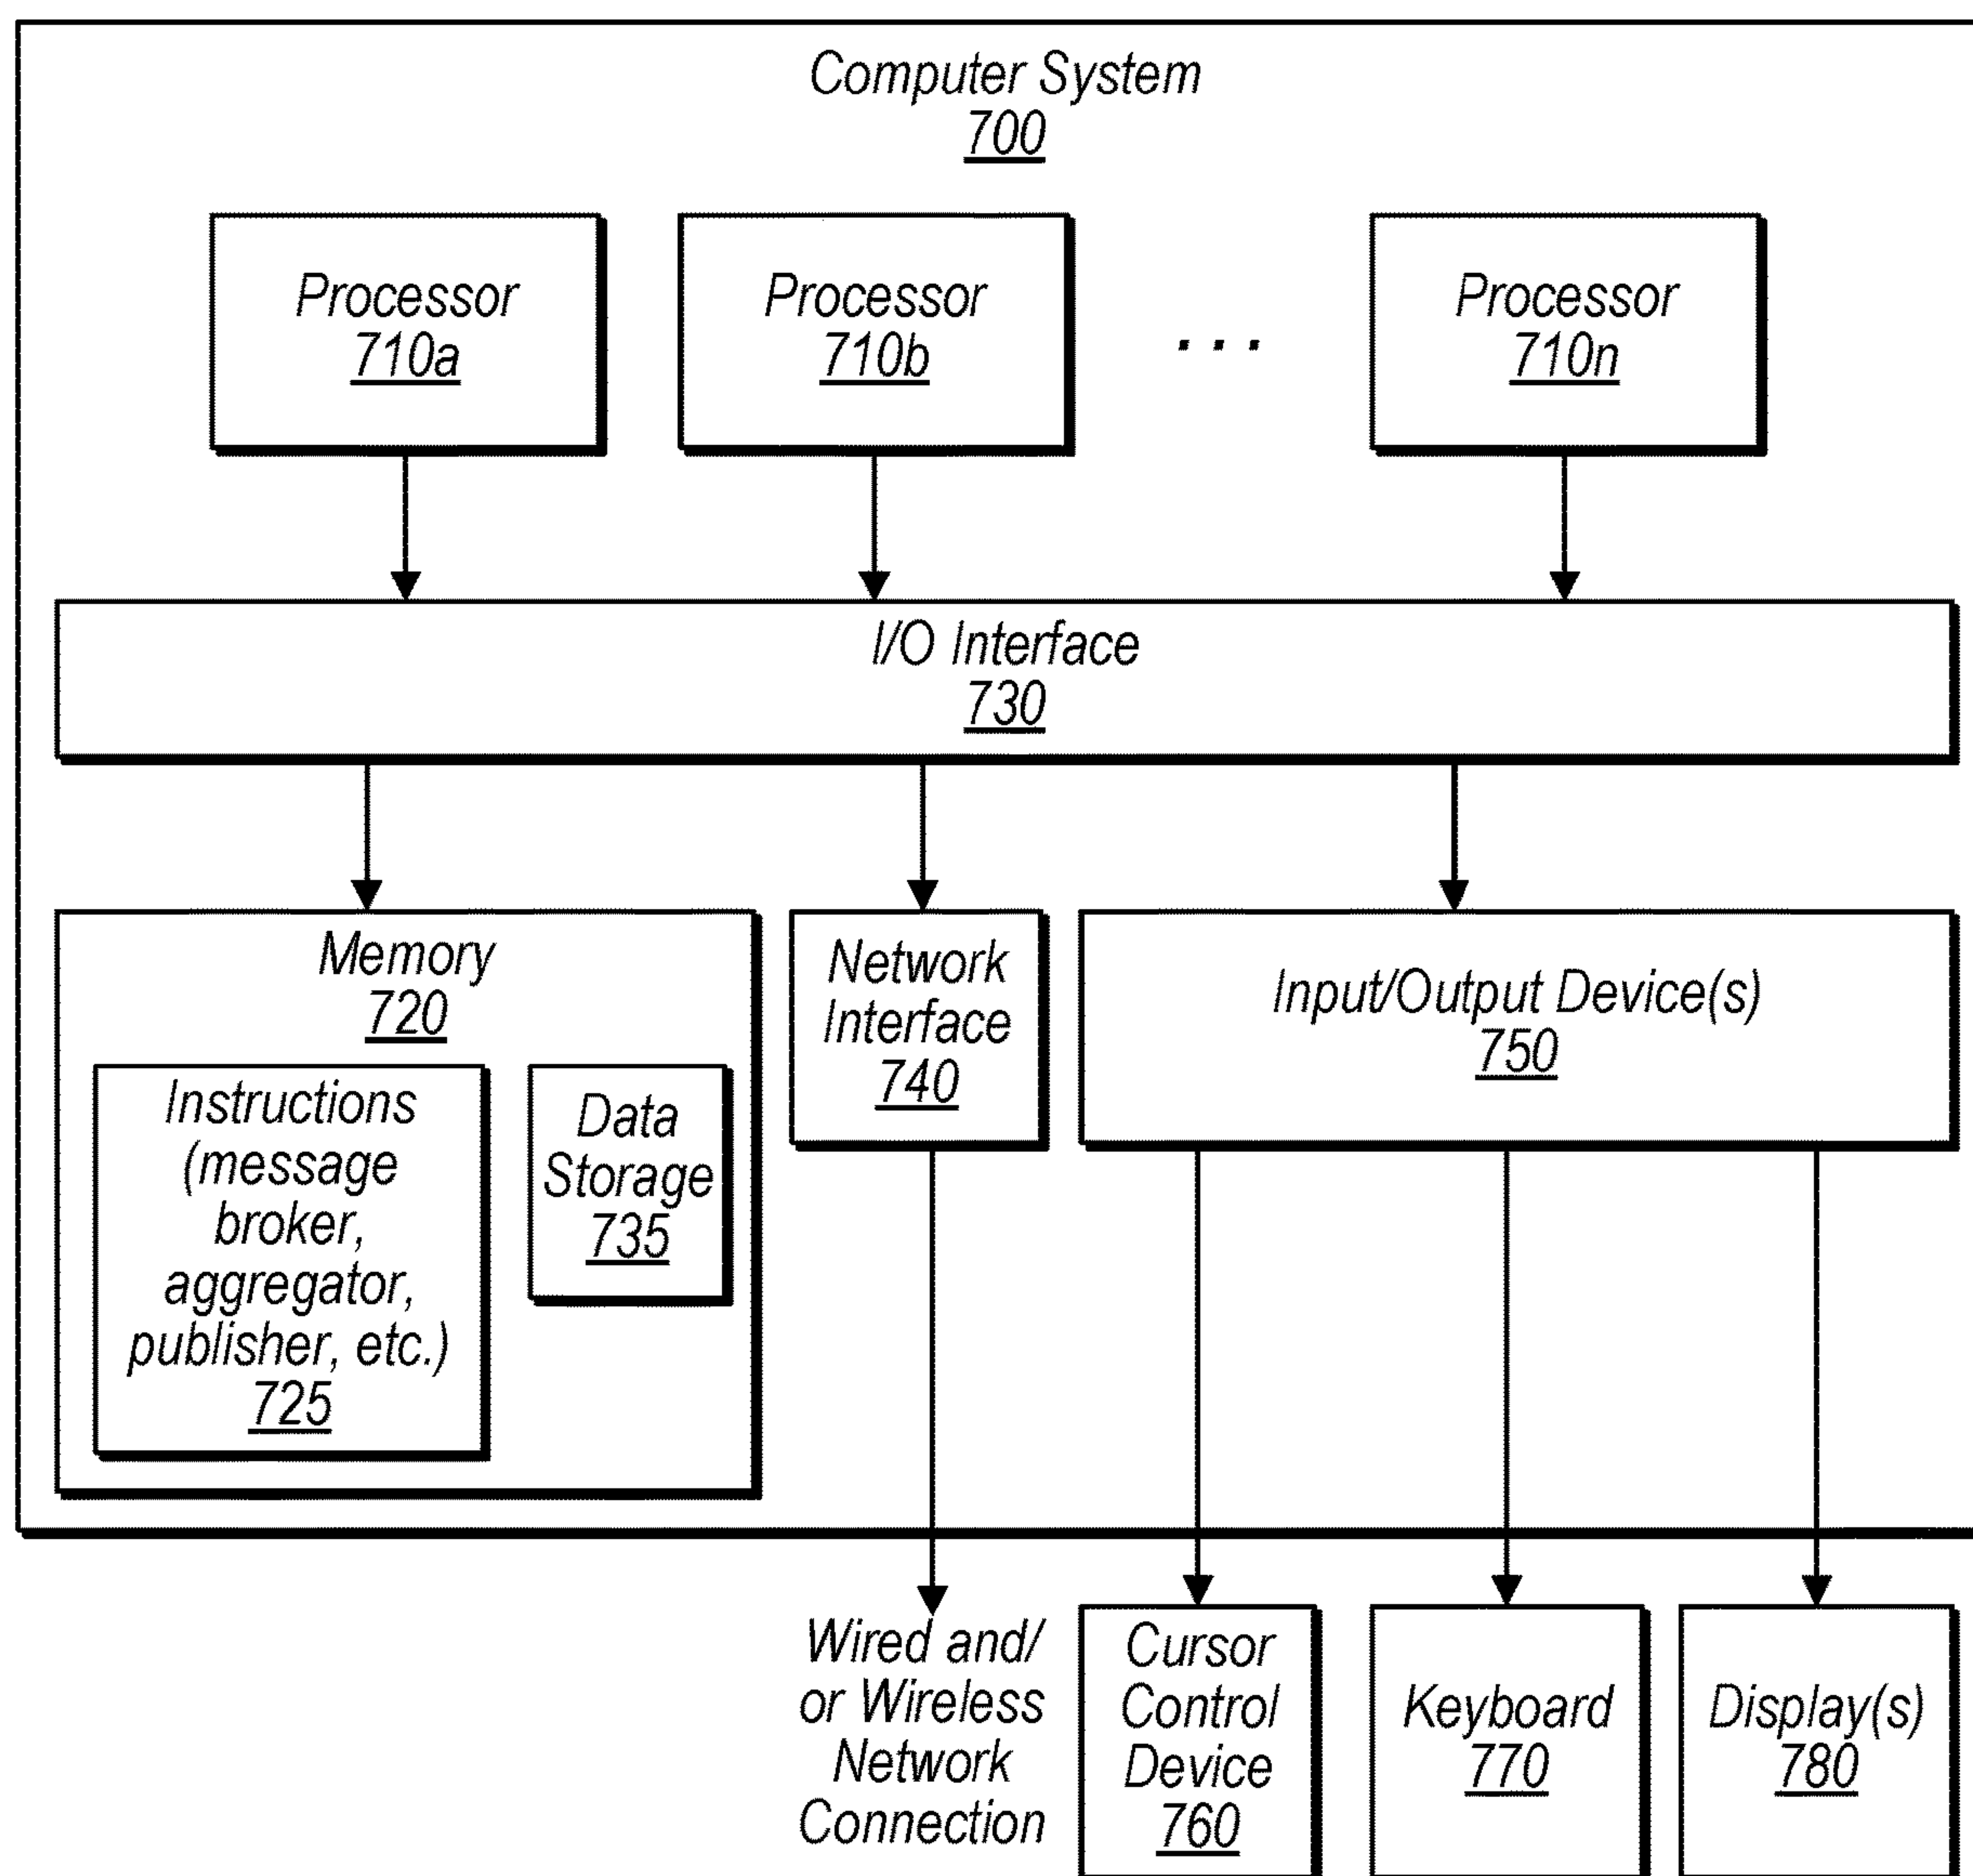 Computer System
700
Processor
710a
Processor
710b
. . .
Processor
710n
I/O Interface
730
Memory
720
Instructions
(message
broker,
aggregator,
publisher, etc.)
725
Data
Storage
735
Network
Interface
740
Input/Output Device(s)
750
Wired and/
or Wireless
Network
Connection
Cursor
Control
Device
760
Keyboard
770
Display(s)
780